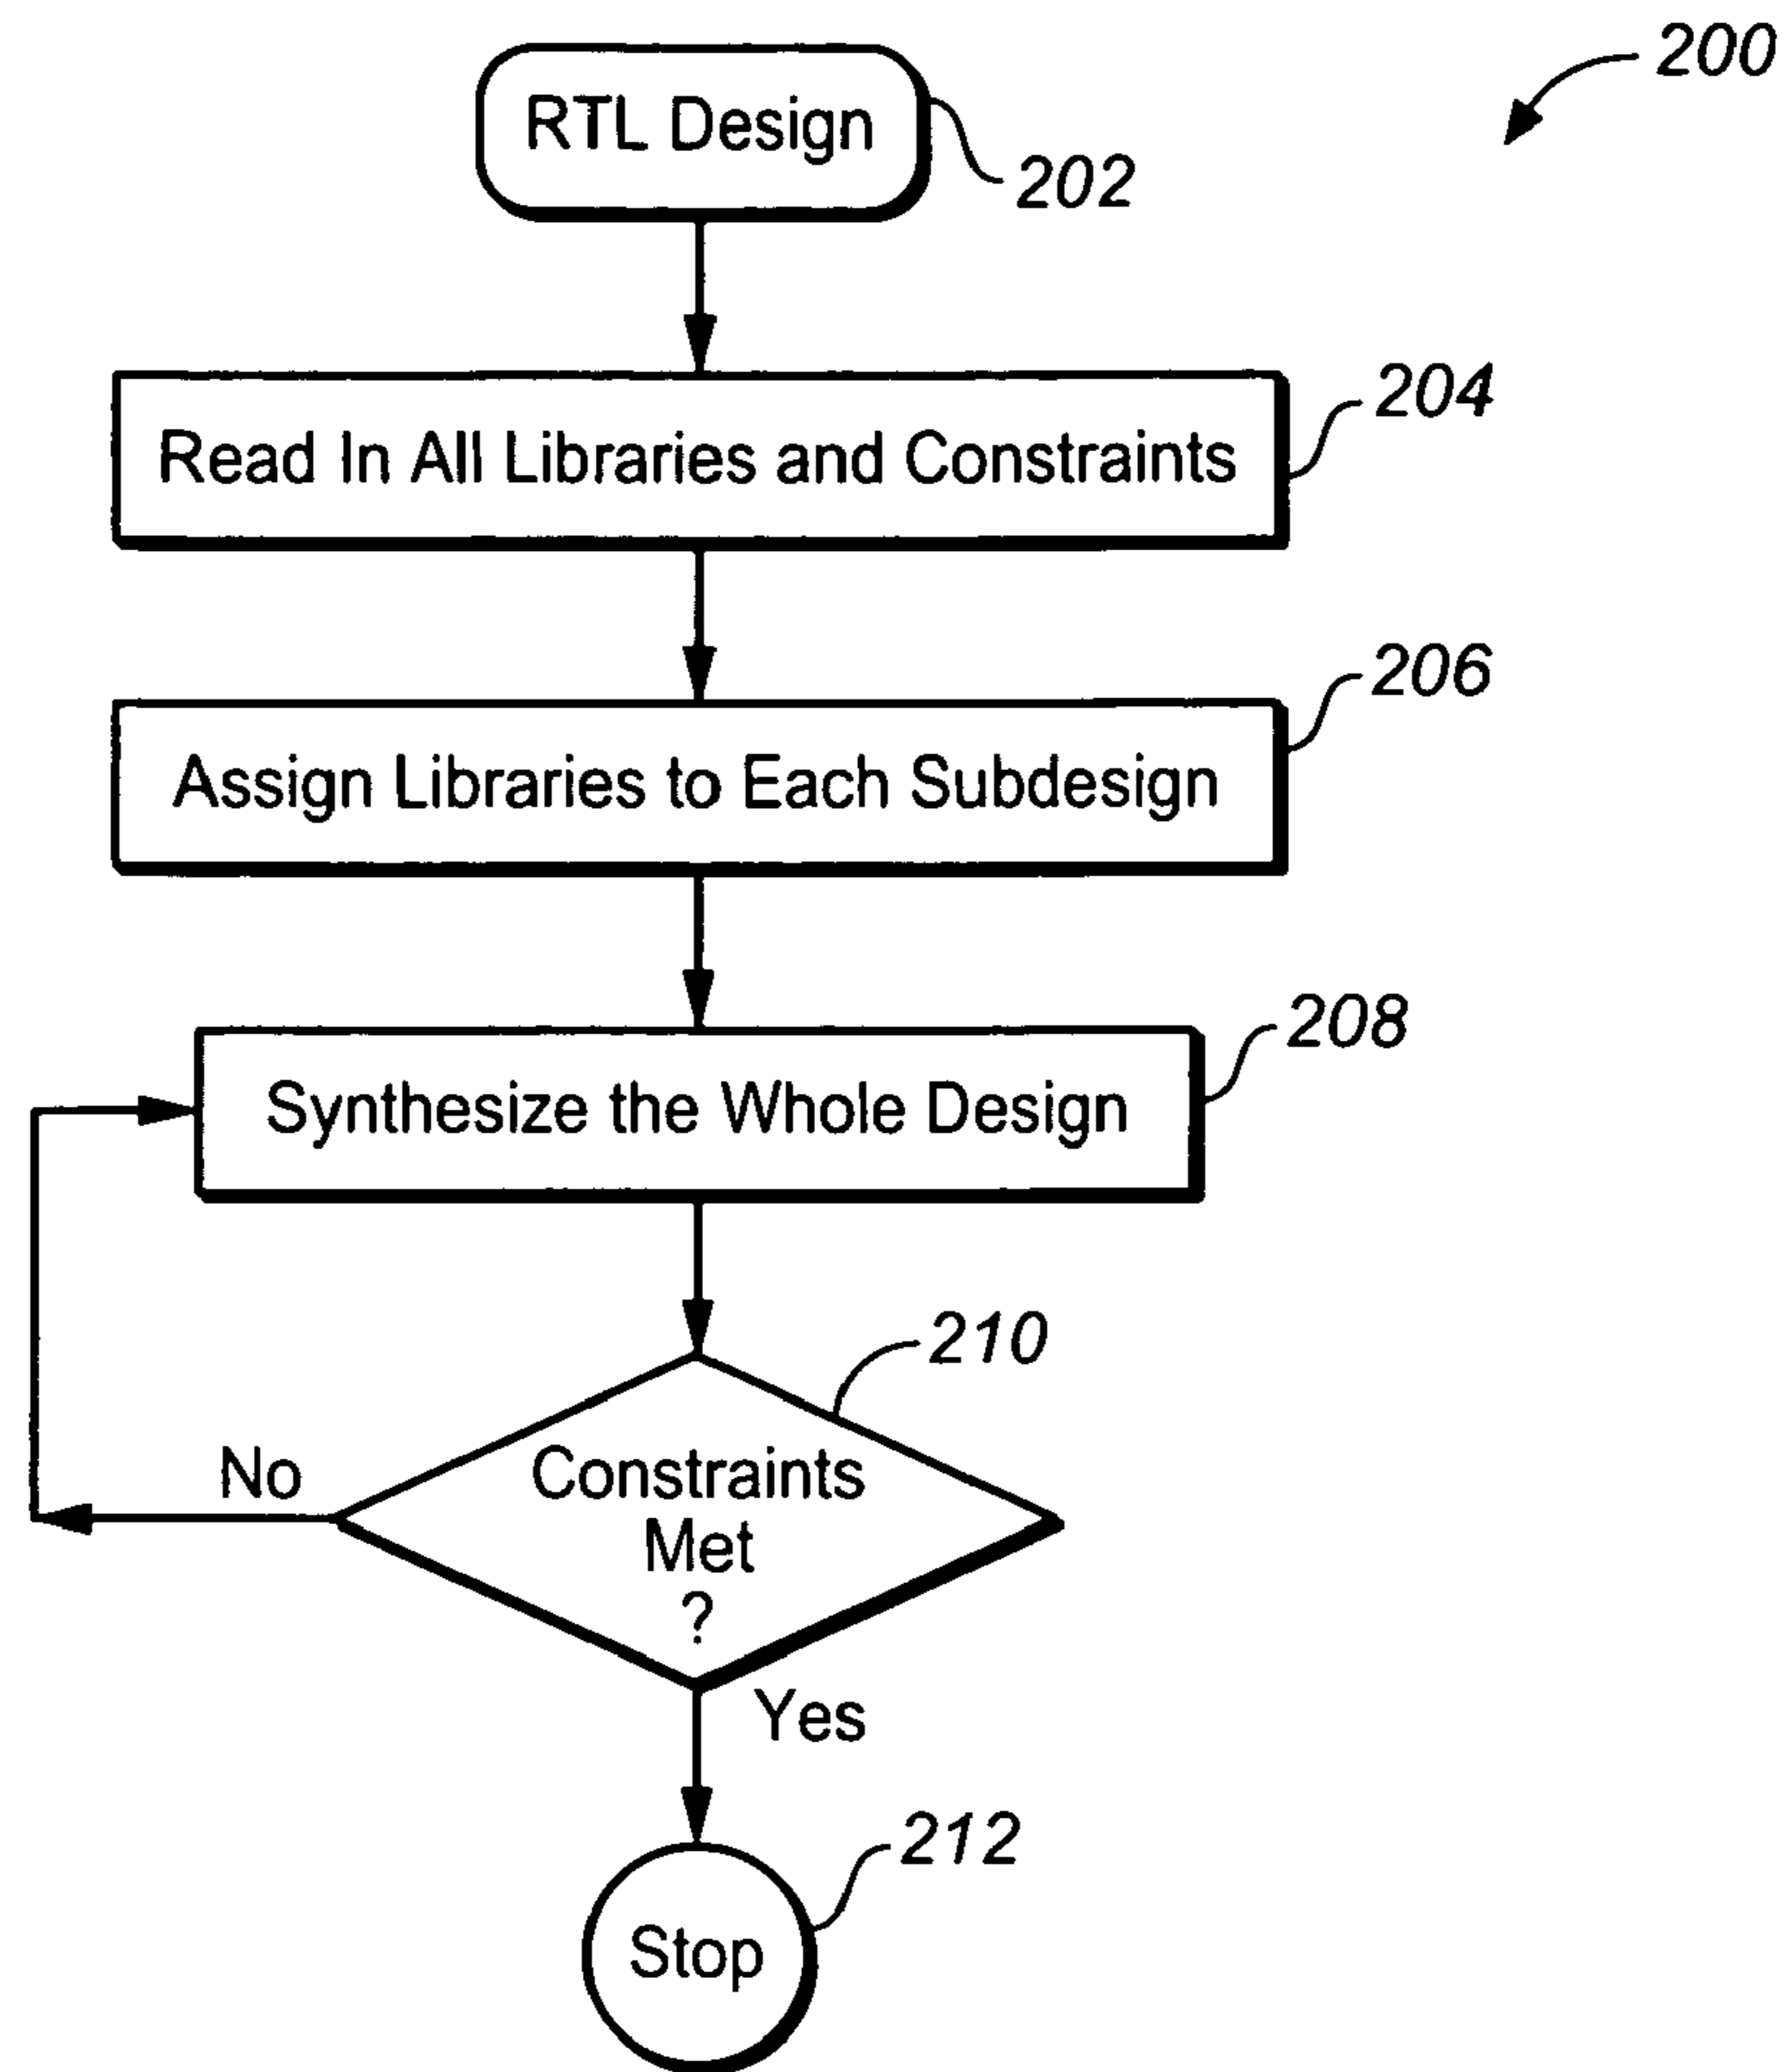 200
RTL Design
202
Read In All Libraries and Constraints
204
Assign Libraries to Each Subdesign
206
Synthesize the Whole Design
208
210
No
Constraints
Met
?
Yes
Stop
212